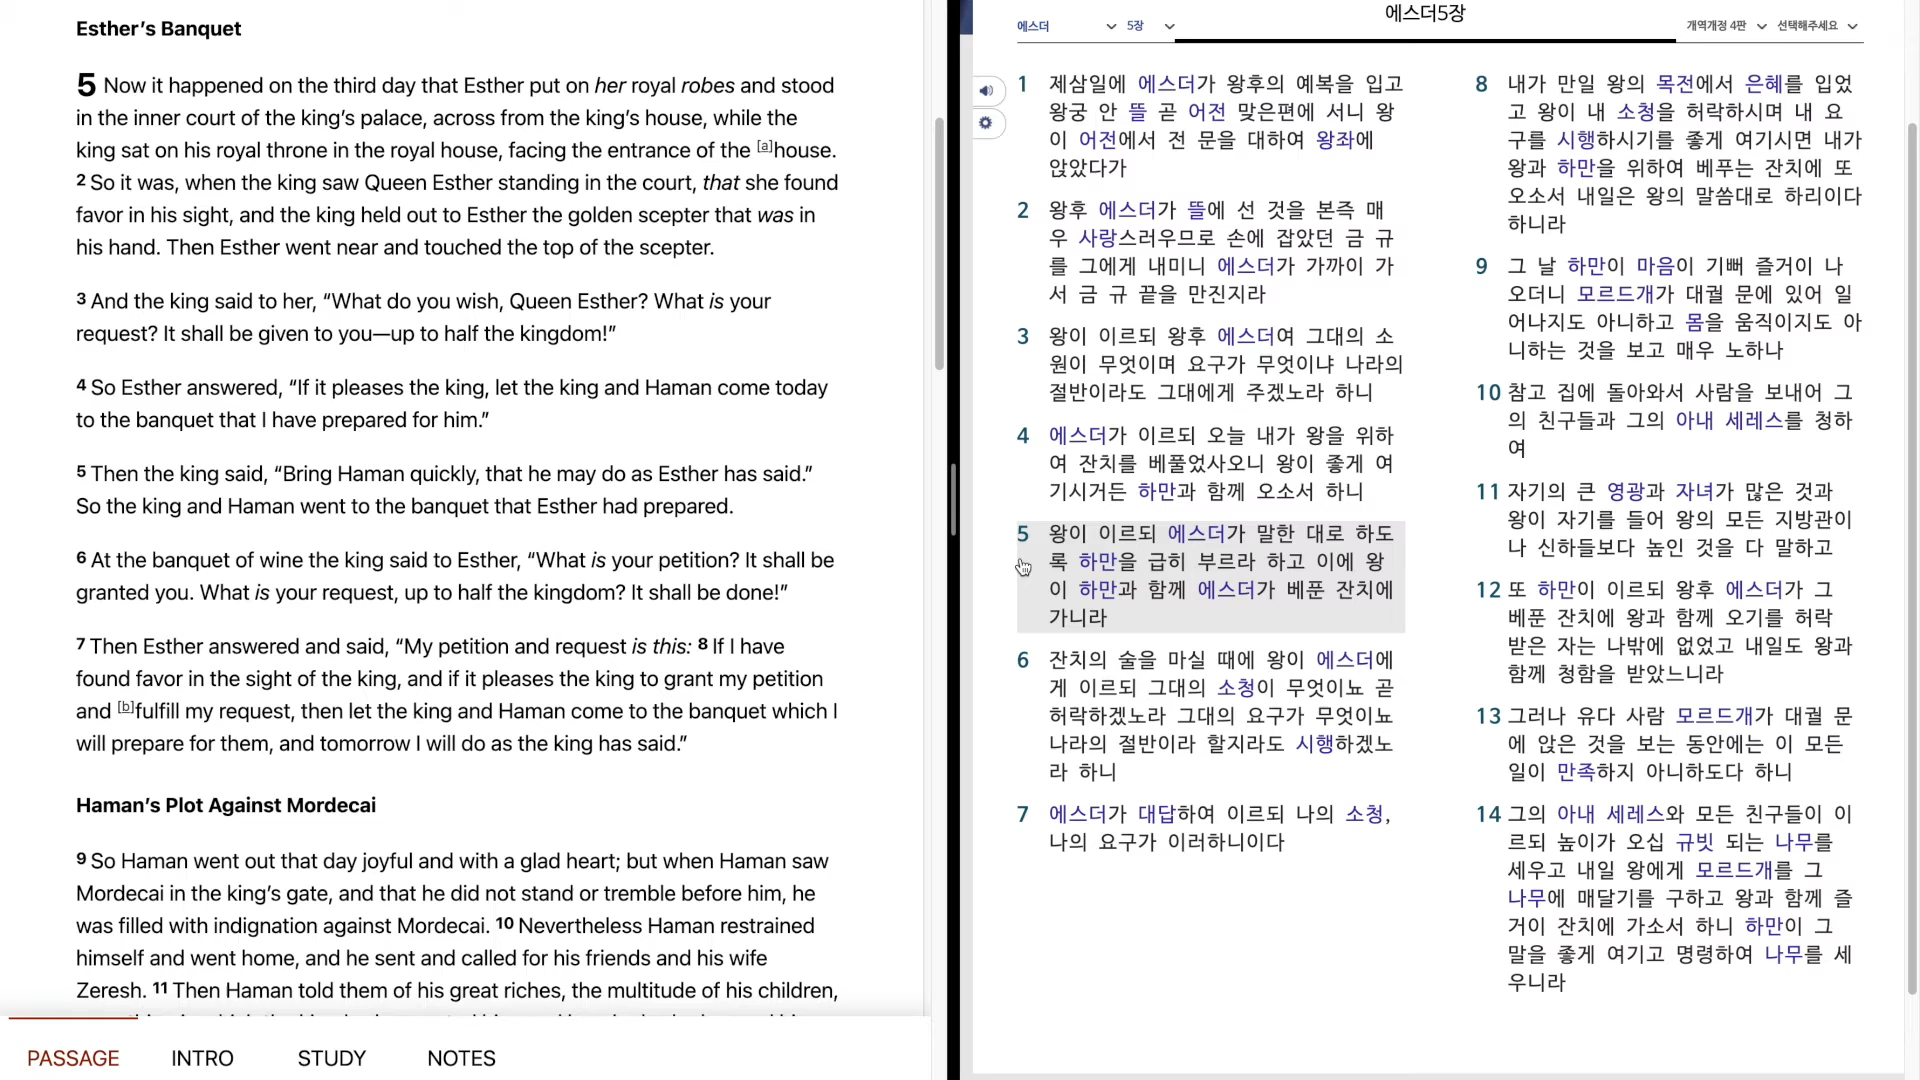 Esther’s Banquet
5 Now it happened on the third day that Esther put on her royal robes and stood
in the inner court of the king’s palace, across from the king’s house, while the
king sat on his royal throne in the royal house, facing the entrance of the [a]house.
2 So it was, when the king saw Queen Esther standing in the court, that she found
favor in his sight, and the king held out to Esther the golden scepter that was in
his hand. Then Esther went near and touched the top of the scepter.
3 And the king said to her, “What do you wish, Queen Esther? What is your
request? It shall be given to you—up to half the kingdom!”
4 So Esther answered, “If it pleases the king, let the king and Haman come today
to the banquet that I have prepared for him.”
5 Then the king said, “Bring Haman quickly, that he may do as Esther has said.”
So the king and Haman went to the banquet that Esther had prepared.
6 At the banquet of wine the king said to Esther, “What is your petition? It shall be
granted you. What is your request, up to half the kingdom? It shall be done!”
7 Then Esther answered and said, “My petition and request is this: 8 If I have
found favor in the sight of the king, and if it pleases the king to grant my petition
and [b]fulfill my request, then let the king and Haman come to the banquet which I
will prepare for them, and tomorrow I will do as the king has said.”
Haman’s Plot Against Mordecai
9 So Haman went out that day joyful and with a glad heart; but when Haman saw
Mordecai in the king’s gate, and that he did not stand or tremble before him, he
was filled with indignation against Mordecai. 10 Nevertheless Haman restrained
himself and went home, and he sent and called for his friends and his wife
Zeresh. 11 Then Haman told them of his great riches, the multitude of his children,
PASSAGE INTRO STUDY NOTES
에스더5장
에스더 5장 개역개정 4판 선택해주세요
1 제삼일에 에스더가 왕후의 예복을 입고
왕궁 안 뜰 곧 어전 맞은편에 서니 왕
이 어전에서 전 문을 대하여 왕좌에
앉았다가
2 왕후 에스더가 뜰에 선 것을 본즉 매
우 사랑스러우므로 손에 잡았던 금 규
를 그에게 내미니 에스더가 가까이 가
서 금 규 끝을 만진지라
3 왕이 이르되 왕후 에스더여 그대의 소
원이 무엇이며 요구가 무엇이냐 나라의
절반이라도 그대에게 주겠노라 하니
4 에스더가 이르되 오늘 내가 왕을 위하
여 잔치를 베풀었사오니 왕이 좋게 여
기시거든 하만과 함께 오소서 하니
5 왕이 이르되 에스더가 말한 대로 하도
록 하만을 급히 부르라 하고 이에 왕
이 하만과 함께 에스더가 베푼 잔치에
가니라
6 잔치의 술을 마실 때에 왕이 에스더에
게 이르되 그대의 소청이 무엇이뇨 곧
허락하겠노라 그대의 요구가 무엇이뇨
나라의 절반이라 할지라도 시행하겠노
라 하니
7 에스더가 대답하여 이르되 나의 소청,
나의 요구가 이러하니이다
8 내가 만일 왕의 목전에서 은혜를 입었
고 왕이 내 소청을 허락하시며 내 요
구를 시행하시기를 좋게 여기시면 내가
왕과 하만을 위하여 베푸는 잔치에 또
오소서 내일은 왕의 말씀대로 하리이다
하니라
9 그 날 하만이 마음이 기뻐 즐거이 나
오더니 모르드개가 대궐 문에 있어 일
어나지도 아니하고 몸을 움직이지도 아
니하는 것을 보고 매우 노하나
10 참고 집에 돌아와서 사람을 보내어 그
의 친구들과 그의 아내 세레스를 청하
여
11 자기의 큰 영광과 자녀가 많은 것과
왕이 자기를 들어 왕의 모든 지방관이
나 신하들보다 높인 것을 다 말하고
12 또 하만이 이르되 왕후 에스더가 그
베푼 잔치에 왕과 함께 오기를 허락
받은 자는 나밖에 없었고 내일도 왕과
함께 청함을 받았느니라
13 그러나 유다 사람 모르드개가 대궐 문
에 앉은 것을 보는 동안에는 이 모든
일이 만족하지 아니하도다 하니
14 그의 아내 세레스와 모든 친구들이 이
르되 높이가 오십 규빗 되는 나무를
세우고 내일 왕에게 모르드개를 그
나무에 매달기를 구하고 왕과 함께 즐
거이 잔치에 가소서 하니 하만이 그
말을 좋게 여기고 명령하여 나무를 세
우니라